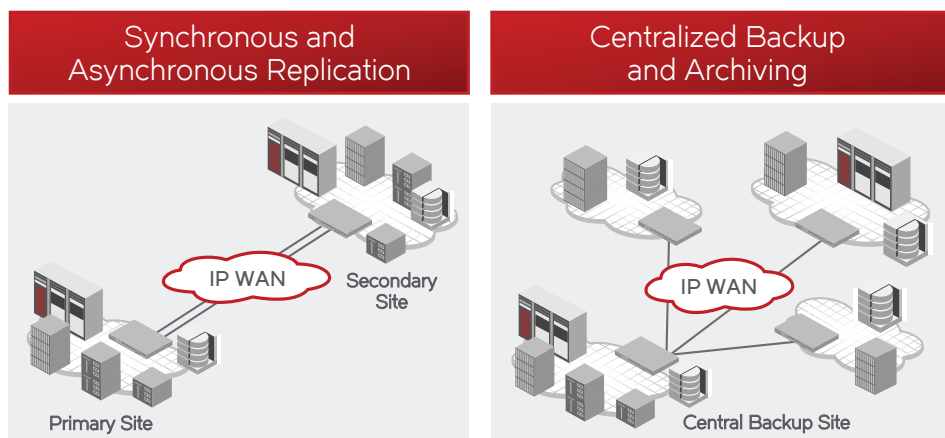 Synchronous and
Asynchronous Replication
IP WAN
Secondary
Site
Primary Site
Centralized Backup
and Archiving
IP WAN
Central Backup Site